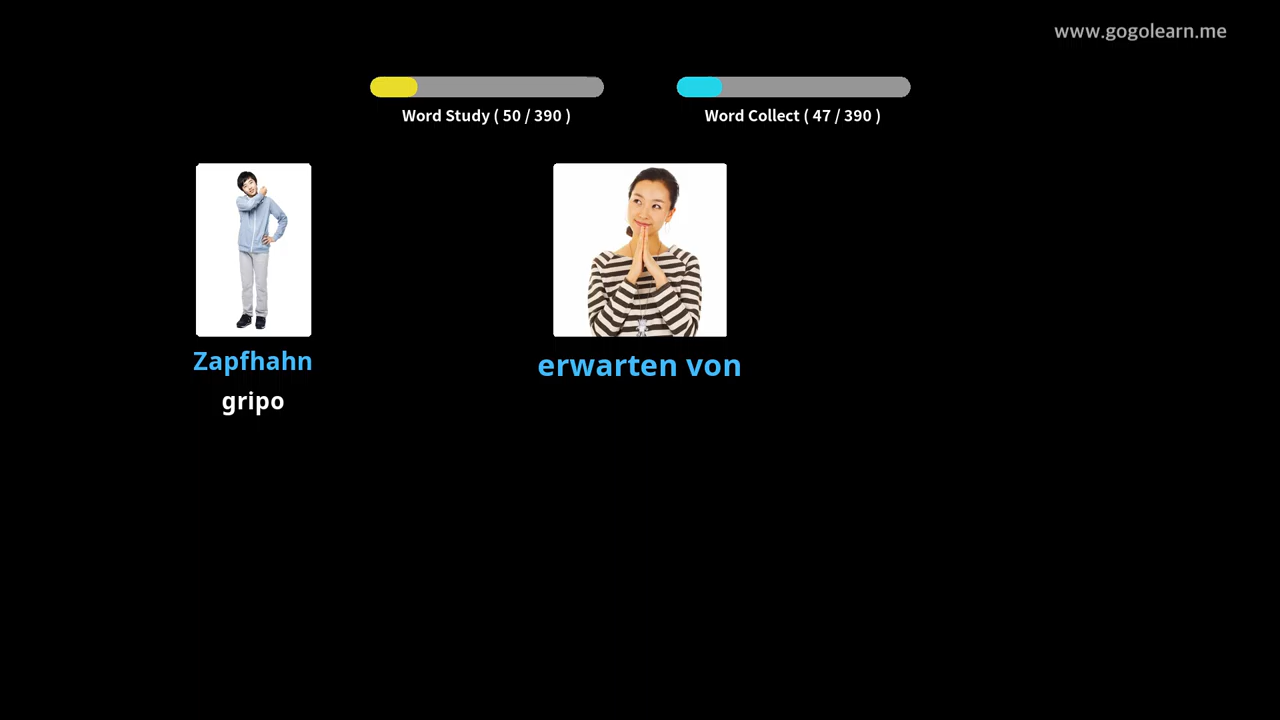 www.gogolearn.me
Word Study ( 50 / 390 )
Word Collect ( 47 / 390 )
Zapfhahn
gripo
erwarten von